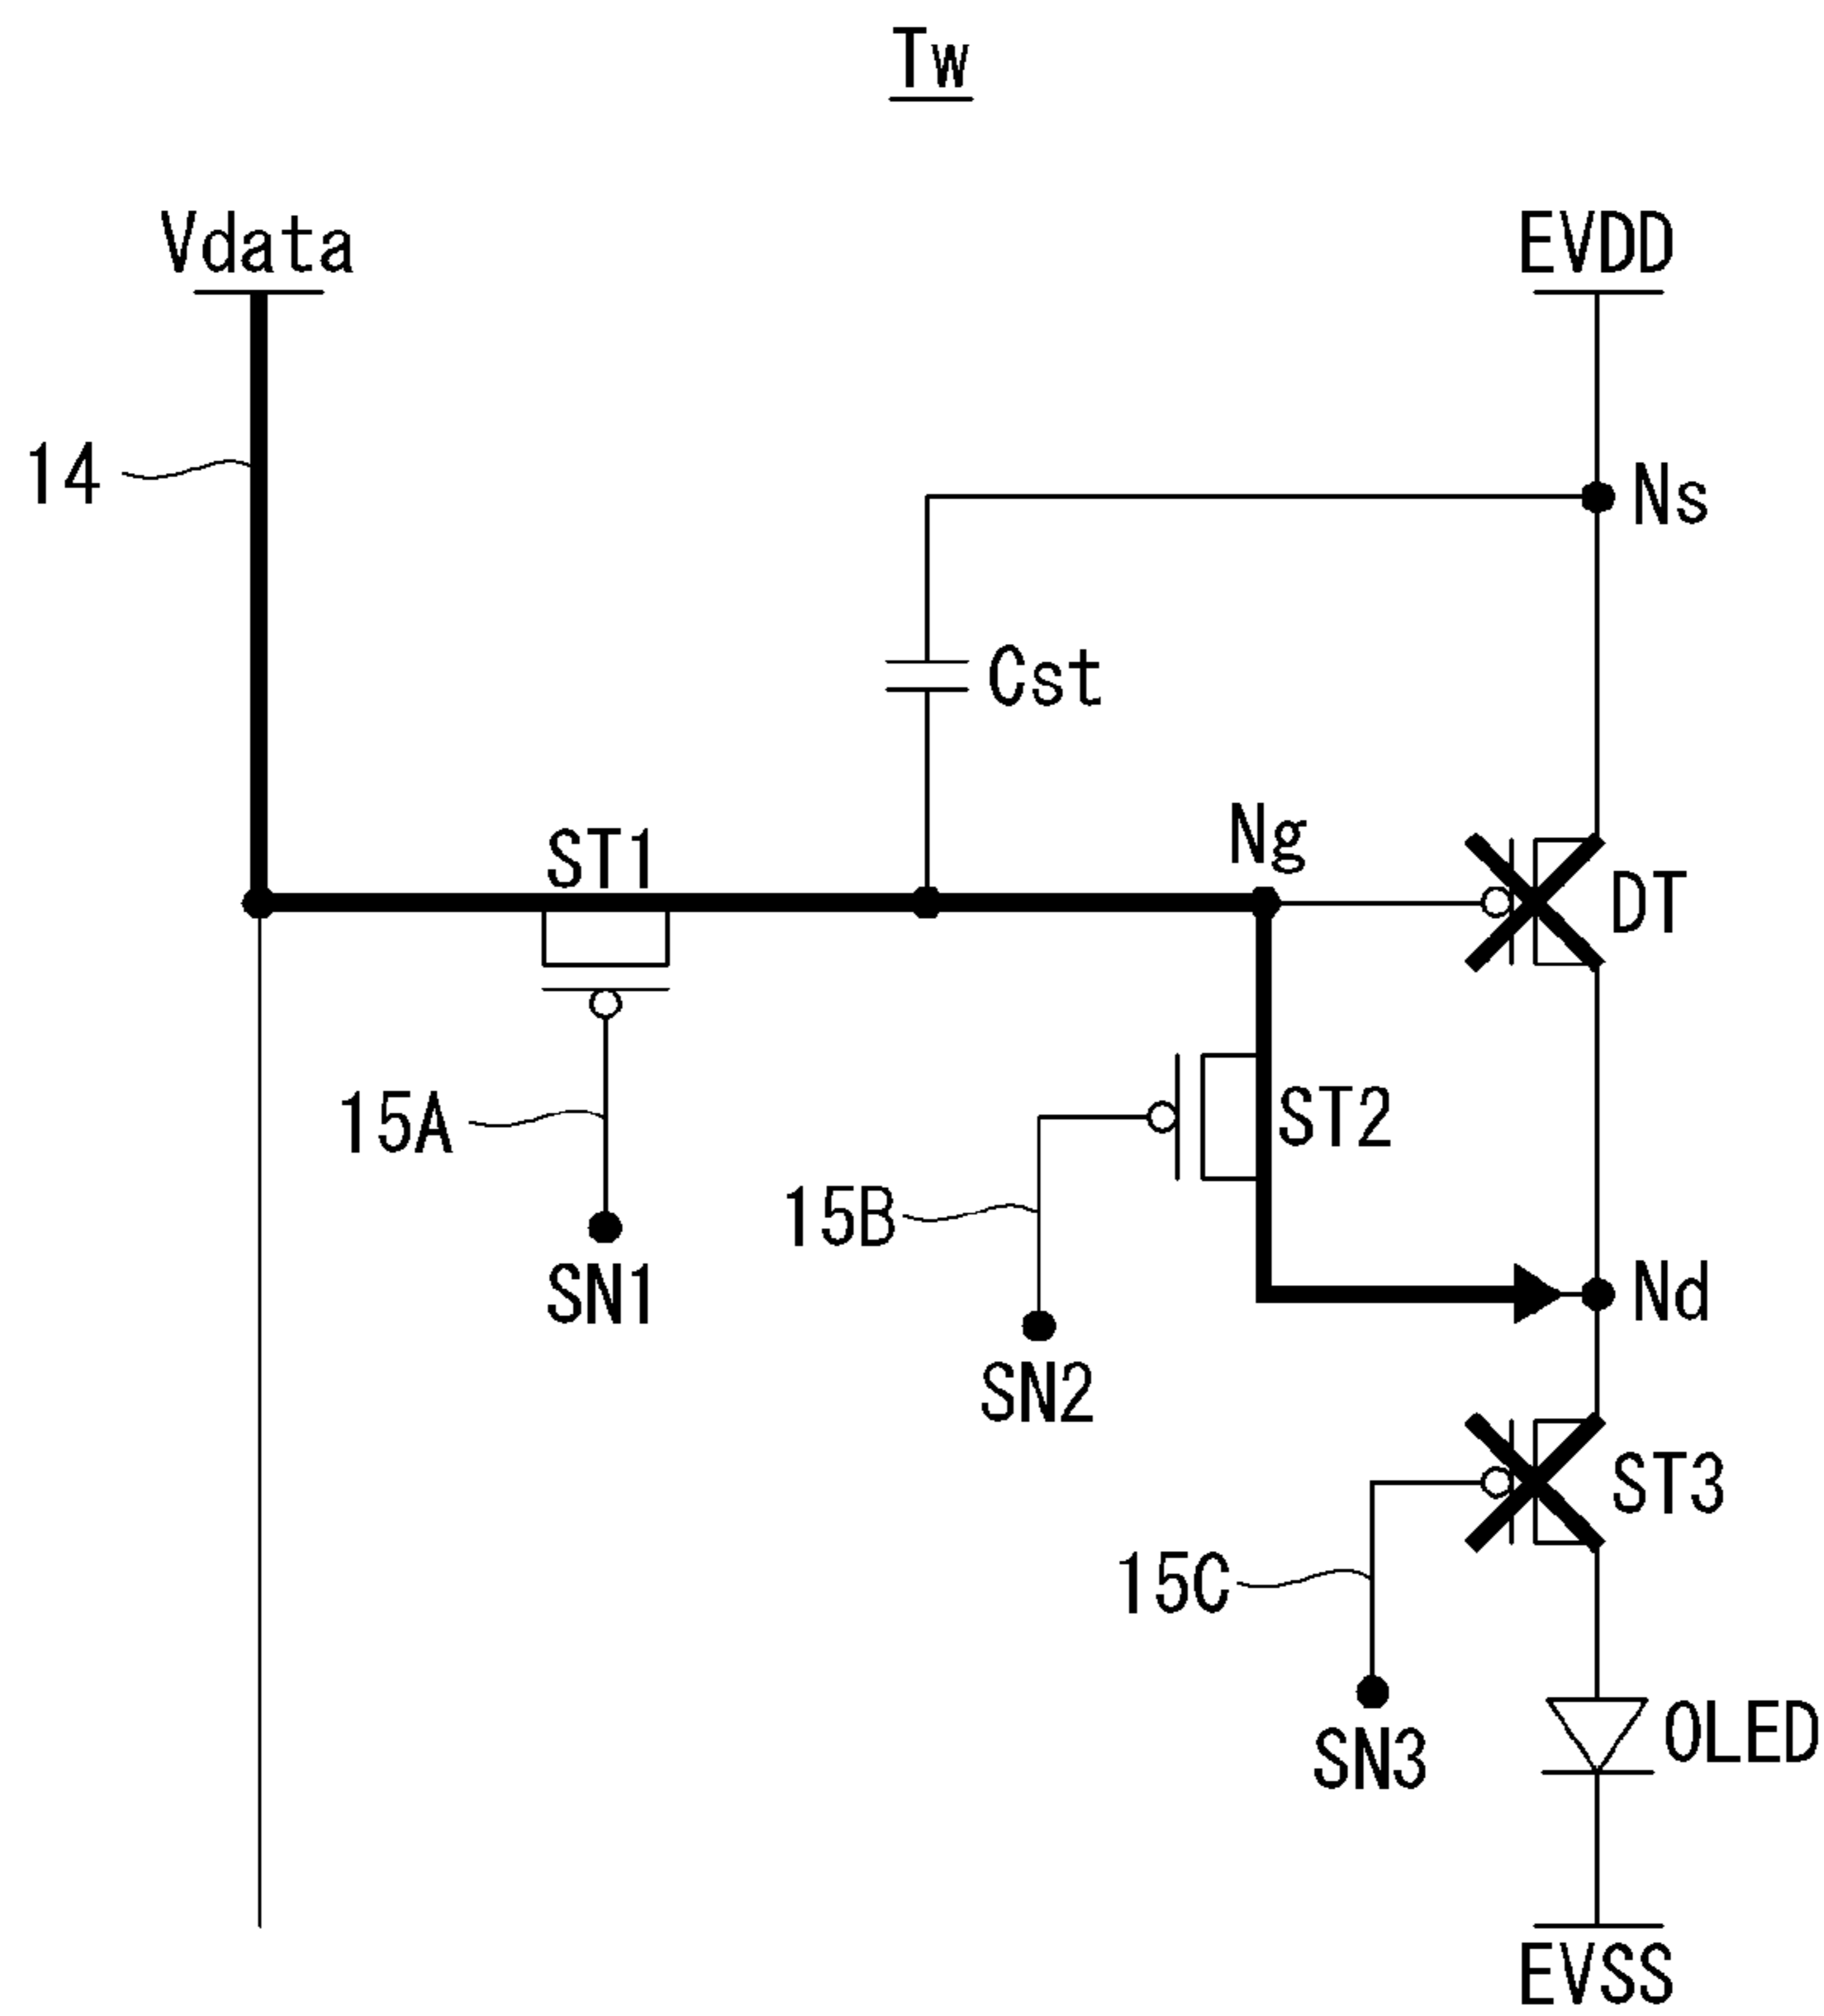 Tw
Vdata
EVDD
14
Ns
Cst
Ng
ST1
DT
15A
ST2
15B
SN1
Nd
SN2
ST3
15C
OLED
SN3
EVSS